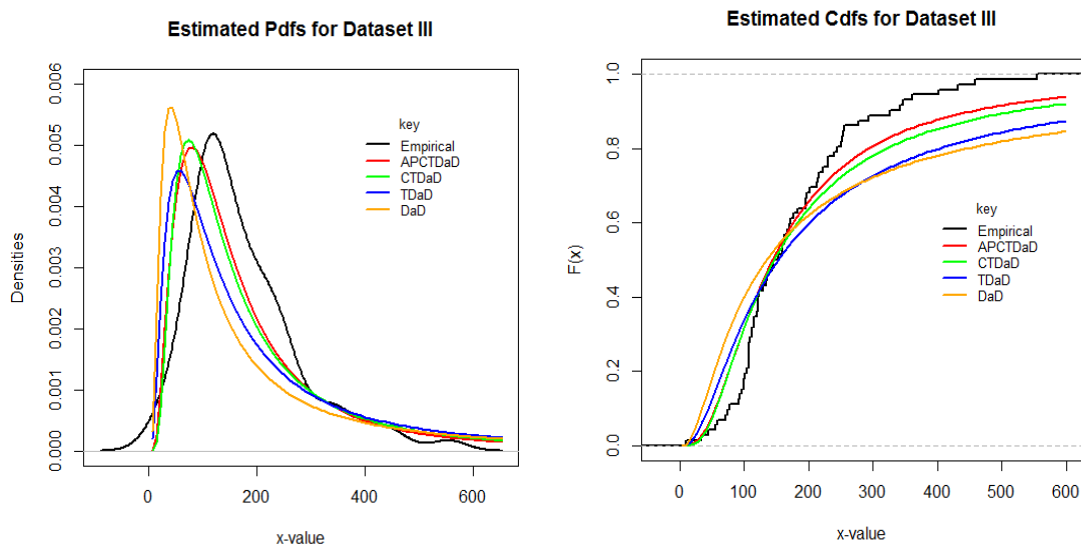 Estimated Pdfs for Dataset III
Densities
0.006
0.005
0.004
0.003
0.002
0.001
0.000
key
Empirical
APCTDaD
CTDaD
TDaD
DaD
0
200
400
600
x-value
Estimated Cdfs for Dataset III
F(x)
1.0
0.8
0.6
0.4
0.2
0.0
key
Empirical
APCTDaD
CTDaD
TDaD
DaD
0
100
200
300
400
500
600
x-value